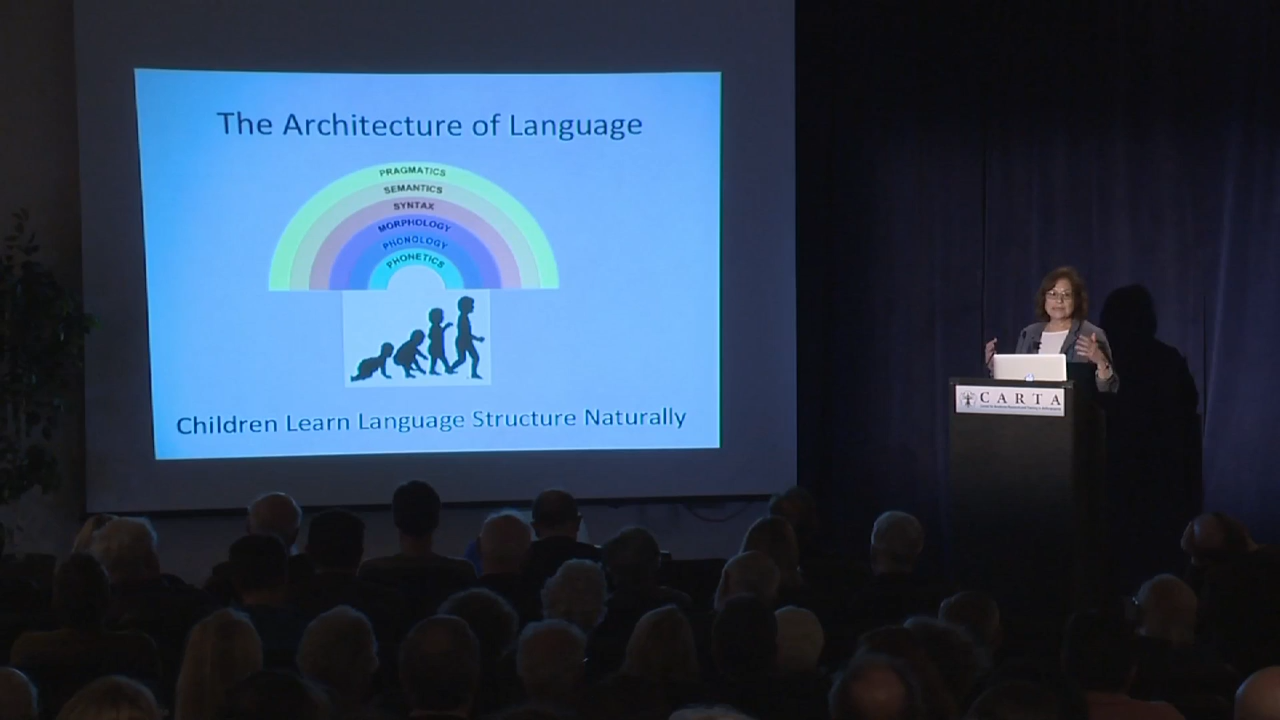 The Architecture of Language
PRAGMATICS
SEMANTICS
SYNTAX
MORPHOLOGY
PHONOLOGY
PHONETICS
Children Learn Language Structure Naturally
CARTA